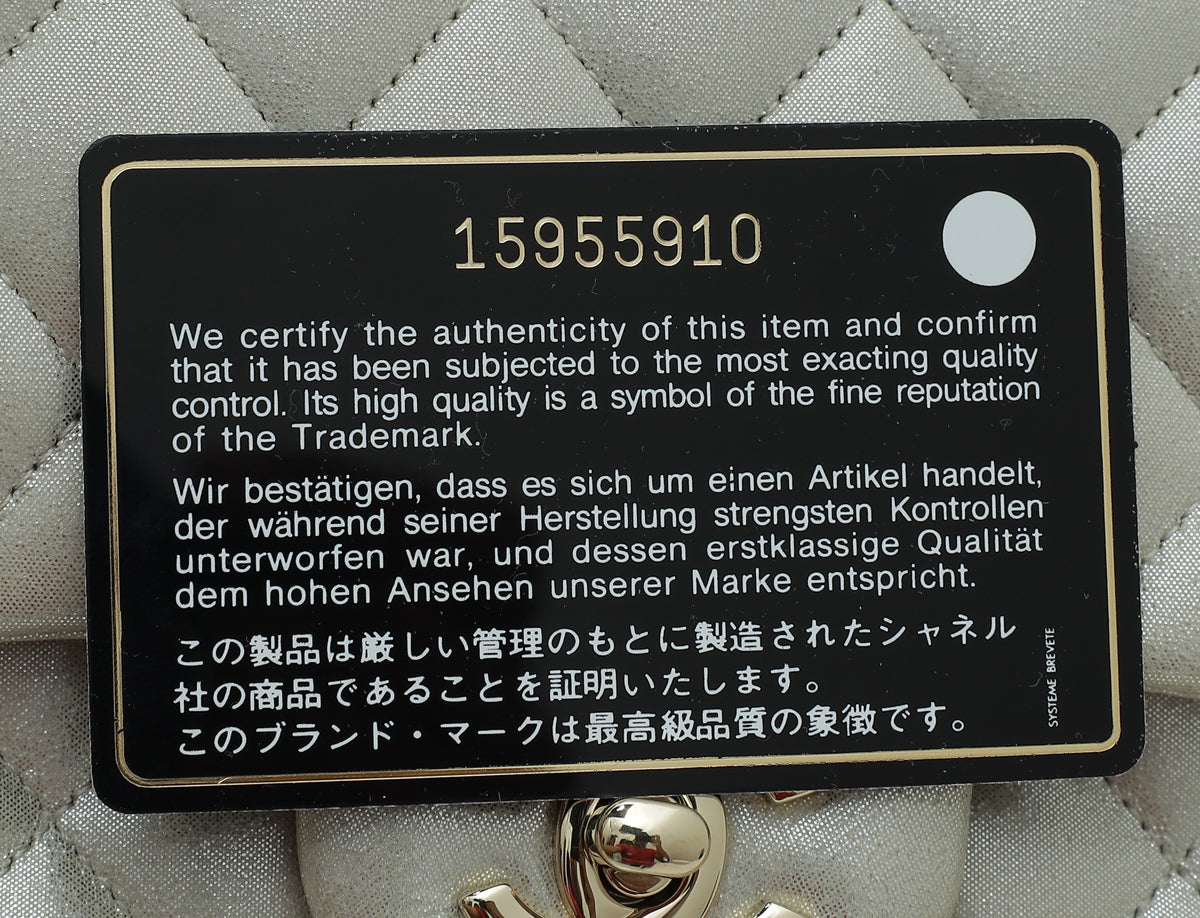 15955910
We certify the authenticity of this item and confirm
that it has been subjected to the most exacting quality
control. Its high quality is a symbol of the fine reputation
of the Trademark.
Wir bestätigen, dass es sich um einen Artikel handelt,
der während seiner Herstellung strengsten Kontrollen
unterworfen war, und dessen erstklassige Qualität
dem hohen Ansehen unserer Marke entspricht.
この製品は厳しい管理のもとに製造されたシャネル
社の商品であることを証明いたします。
このブランド・マークは最高級品質の象徴です。
SYSTEME BREVETE